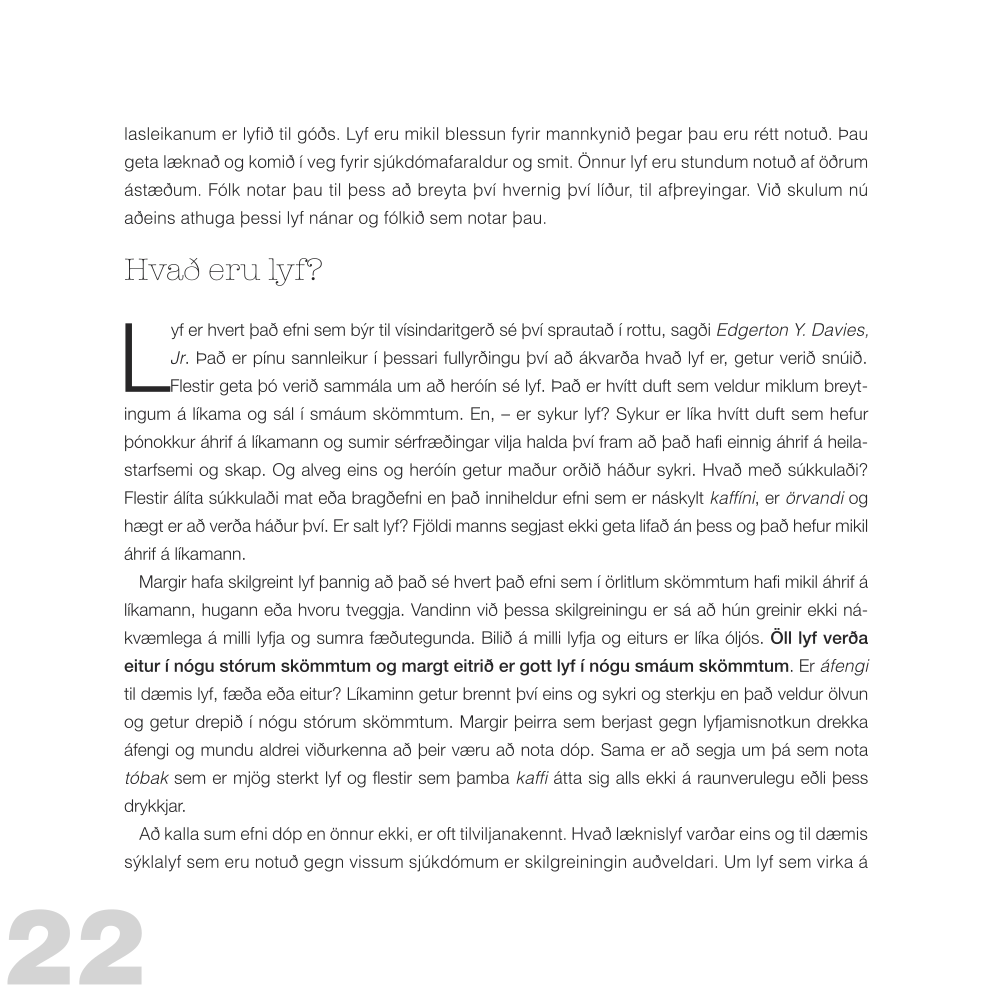 lasleikanum er lyfið til góðs. Lyf eru mikil blessun fyrir mannkynið þegar þau eru rétt notuð. Þau
geta læknað og komið í veg fyrir sjúkdómafaraldur og smit. Önnur lyf eru stundum notuð af öðrum
ástæðum. Fólk notar þau til þess að breyta því hvernig því líður, til afþreyingar. Við skulum nú
aðeins athuga þessi lyf nánar og fólkið sem notar þau.
Hvað eru lyf?
Lyf er hvert það efni sem býr til vísindaritgerð sé því sprautað í rottu, sagði Edgerton Y. Davies,
Jr. Það er pínu sannleikur í þessari fullyrðingu því að ákvarða hvað lyf er, getur verið snúið.
Flestir geta þó verið sammála um að heróín sé lyf. Það er hvítt duft sem veldur miklum breyt-
ingum á líkama og sál í smáum skömmtum. En, – er sykur lyf? Sykur er líka hvítt duft sem hefur
þónokkur áhrif á líkamann og sumir sérfræðingar vilja halda því fram að það hafi einnig áhrif á heila-
starfsemi og skap. Og alveg eins og heróín getur maður orðið háður sykri. Hvað með súkkulaði?
Flestir álíta súkkulaði mat eða bragðefni en það inniheldur efni sem er náskylt kaffíni, er örvandi og
hægt er að verða háður því. Er salt lyf? Fjöldi manns segjast ekki geta lifað án þess og það hefur mikil
áhrif á líkamann.
Margir hafa skilgreint lyf þannig að það sé hvert það efni sem í örlitlum skömmtum hafi mikil áhrif á
líkamann, hugann eða hvoru tveggja. Vandinn við þessa skilgreiningu er sá að hún greinir ekki ná-
kvæmlega á milli lyfja og sumra fæðutegunda. Bilið á milli lyfja og eiturs er líka óljós. Öll lyf verða
eitur í nógu stórum skömmtum og margt eitrið er gott lyf í nógu smáum skömmtum. Er áfengi
til dæmis lyf, fæða eða eitur? Líkaminn getur brennt því eins og sykri og sterkju en það veldur ölvun
og getur drepið í nógu stórum skömmtum. Margir þeirra sem berjast gegn lyfjamisnotkun drekka
áfengi og mundu aldrei viðurkenna að þeir væru að nota dóp. Sama er að segja um þá sem nota
tóbak sem er mjög sterkt lyf og flestir sem þamba kaffi átta sig alls ekki á raunverulegu eðli þess
drykkjar.
Að kalla sum efni dóp en önnur ekki, er oft tilviljanakennt. Hvað læknislyf varðar eins og til dæmis
sýklalyf sem eru notuð gegn vissum sjúkdómum er skilgreiningin auðveldari. Um lyf sem virka á
22